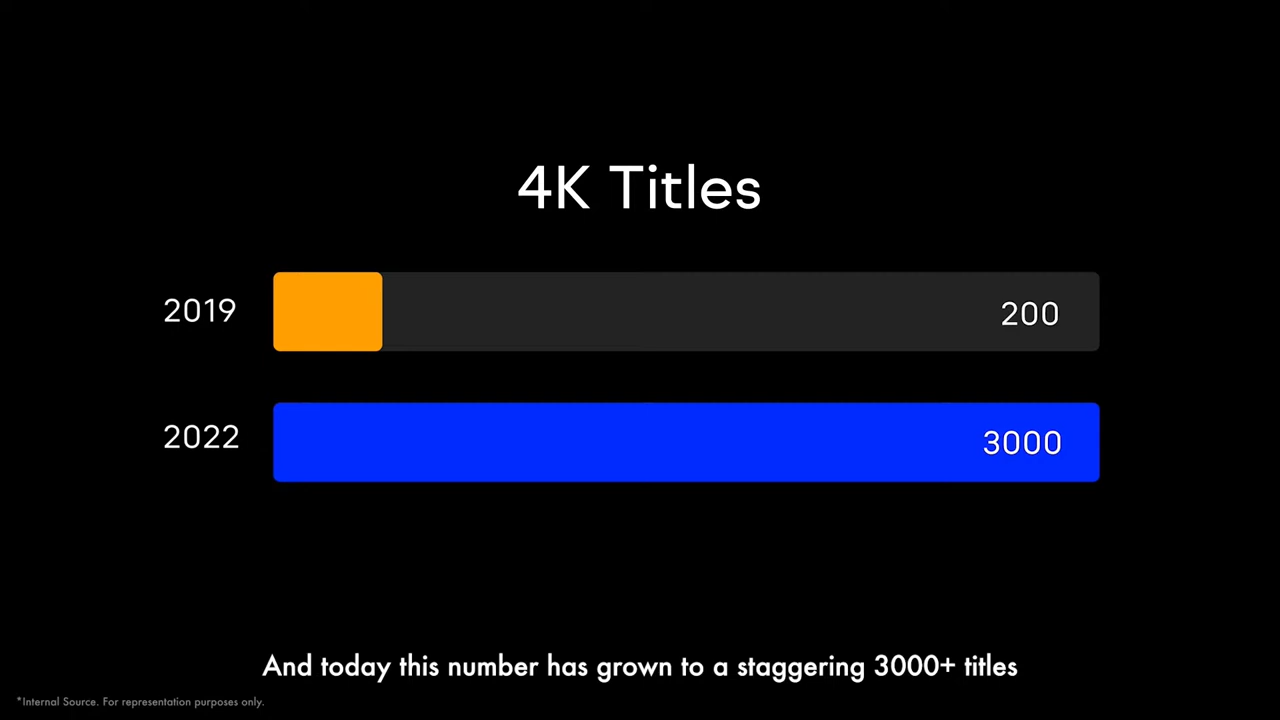 4K Titles
2019
200
2022
3000
And today this number has grown to a staggering 3000+ titles
*Internal Source. For representation purposes only.